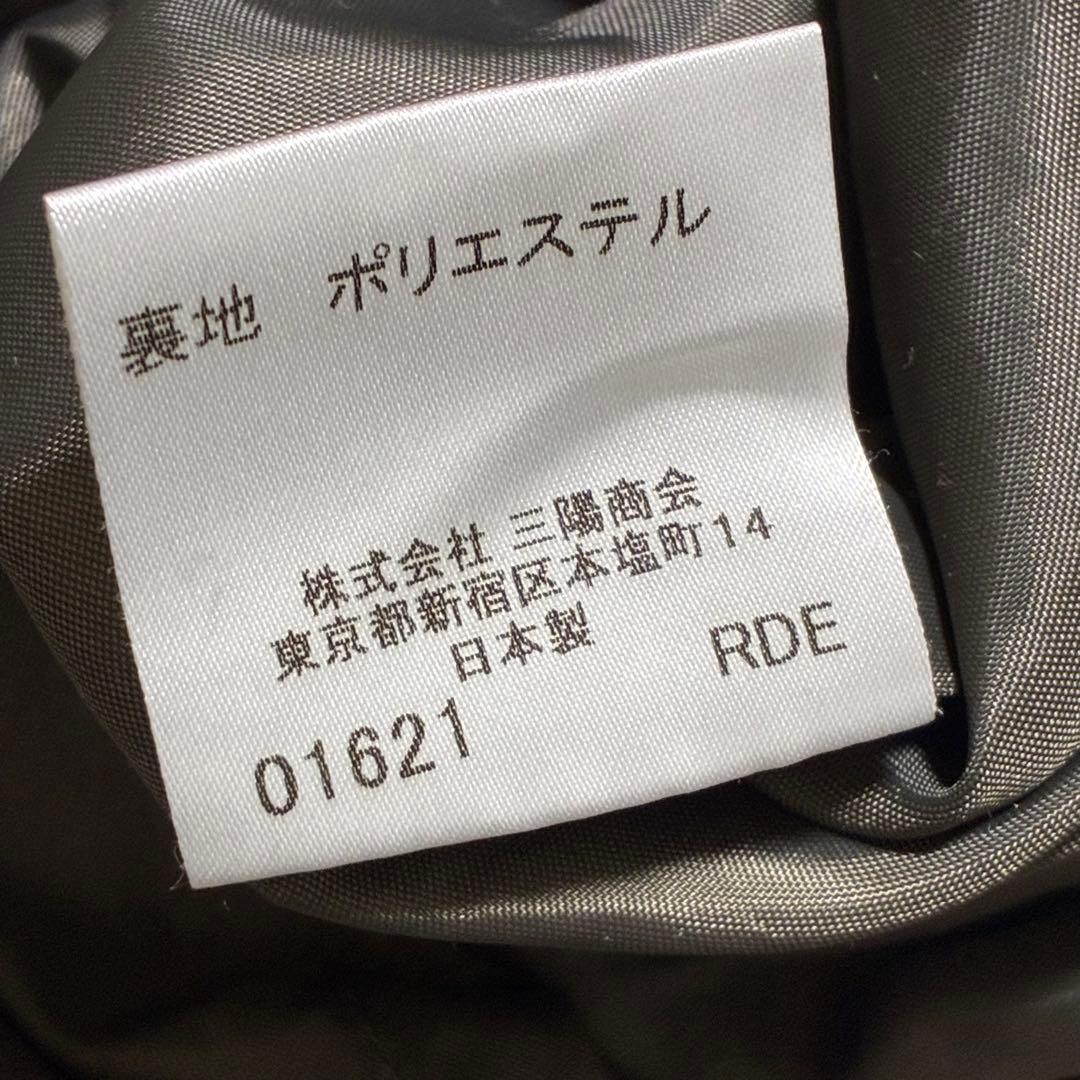 裏地　ポリエステル
株式会社 三陽商会
東京都新宿区本塩町14
日本製
RDE
01621